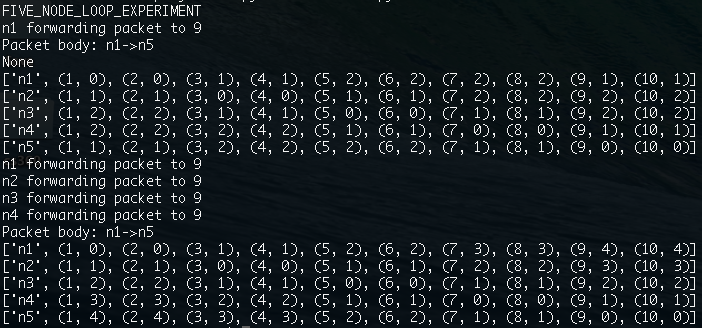 FIVE_NODE_LOOP_EXPERIMENT
n1 forwarding packet to 9
Packet body: n1->n5
None
['n1', (1, 0), (2, 0), (3, 1), (4, 1), (5, 2), (6, 2), (7, 2), (8, 2), (9, 1), (10, 1)]
['n2', (1, 1), (2, 1), (3, 0), (4, 0), (5, 1), (6, 1), (7, 2), (8, 2), (9, 2), (10, 2)]
['n3', (1, 2), (2, 2), (3, 1), (4, 1), (5, 0), (6, 0), (7, 1), (8, 1), (9, 2), (10, 2)]
['n4', (1, 2), (2, 2), (3, 2), (4, 2), (5, 1), (6, 1), (7, 0), (8, 0), (9, 1), (10, 1)]
['n5', (1, 1), (2, 1), (3, 2), (4, 2), (5, 2), (6, 2), (7, 1), (8, 1), (9, 0), (10, 0)]
n1 forwarding packet to 9
n2 forwarding packet to 9
n3 forwarding packet to 9
n4 forwarding packet to 9
Packet body: n1->n5
['n1', (1, 0), (2, 0), (3, 1), (4, 1), (5, 2), (6, 2), (7, 3), (8, 3), (9, 4), (10, 4)]
['n2', (1, 1), (2, 1), (3, 0), (4, 0), (5, 1), (6, 1), (7, 2), (8, 2), (9, 3), (10, 3)]
['n3', (1, 2), (2, 2), (3, 1), (4, 1), (5, 0), (6, 0), (7, 1), (8, 1), (9, 2), (10, 2)]
['n4', (1, 3), (2, 3), (3, 2), (4, 2), (5, 1), (6, 1), (7, 0), (8, 0), (9, 1), (10, 1)]
['n5', (1, 4), (2, 4), (3, 3), (4, 3), (5, 2), (6, 2), (7, 1), (8, 1), (9, 0), (10, 0)]